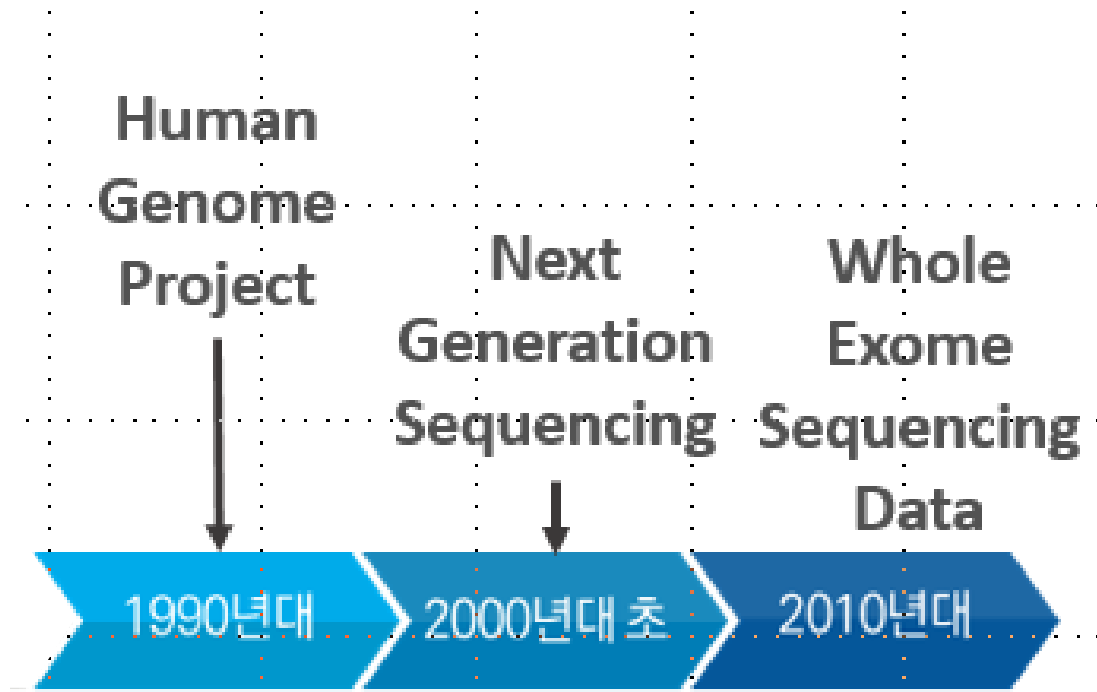 Human
Genome
Project
Next
Generation
Sequencing
Whole
Exome
Sequencing
Data
1990년대
2000년대 초
2010년대